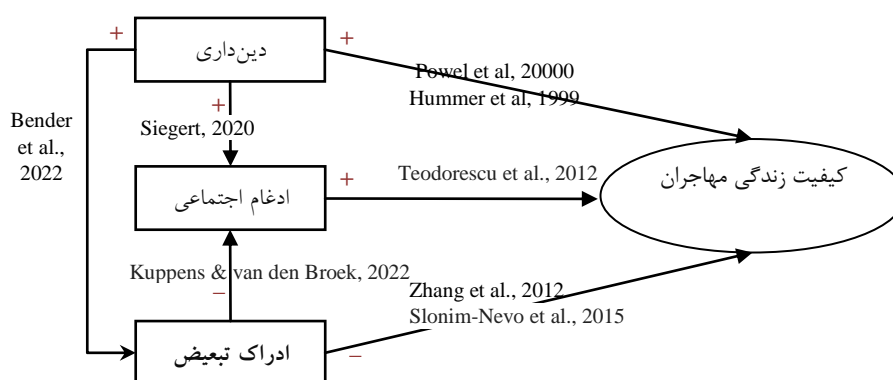 +
دین‌داری
+
Powel et al, 20000
Hummer et al, 1999
Bender
et al.,
2022
+
Siegert, 2020
ادغام اجتماعی
+
Teodorescu et al., 2012
کیفیت زندگی مهاجران
Kuppens & van den Broek, 2022
–
Zhang et al., 2012
Slonim-Nevo et al., 2015
ادراک تبعیض
–